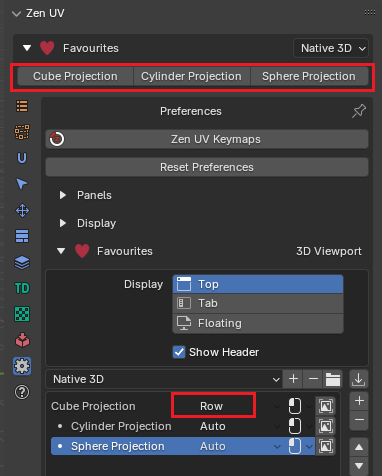 Zen UV
Favourites Native 3D
Cube Projection Cylinder Projection Sphere Projection
Preferences
Zen UV Keymaps
Reset Preferences
Panels
Display
Favourites 3D Viewport
Display Top
Tab
Floating
Show Header
Native 3D
Cube Projection Row
Cylinder Projection Auto
Sphere Projection Auto
U
TD